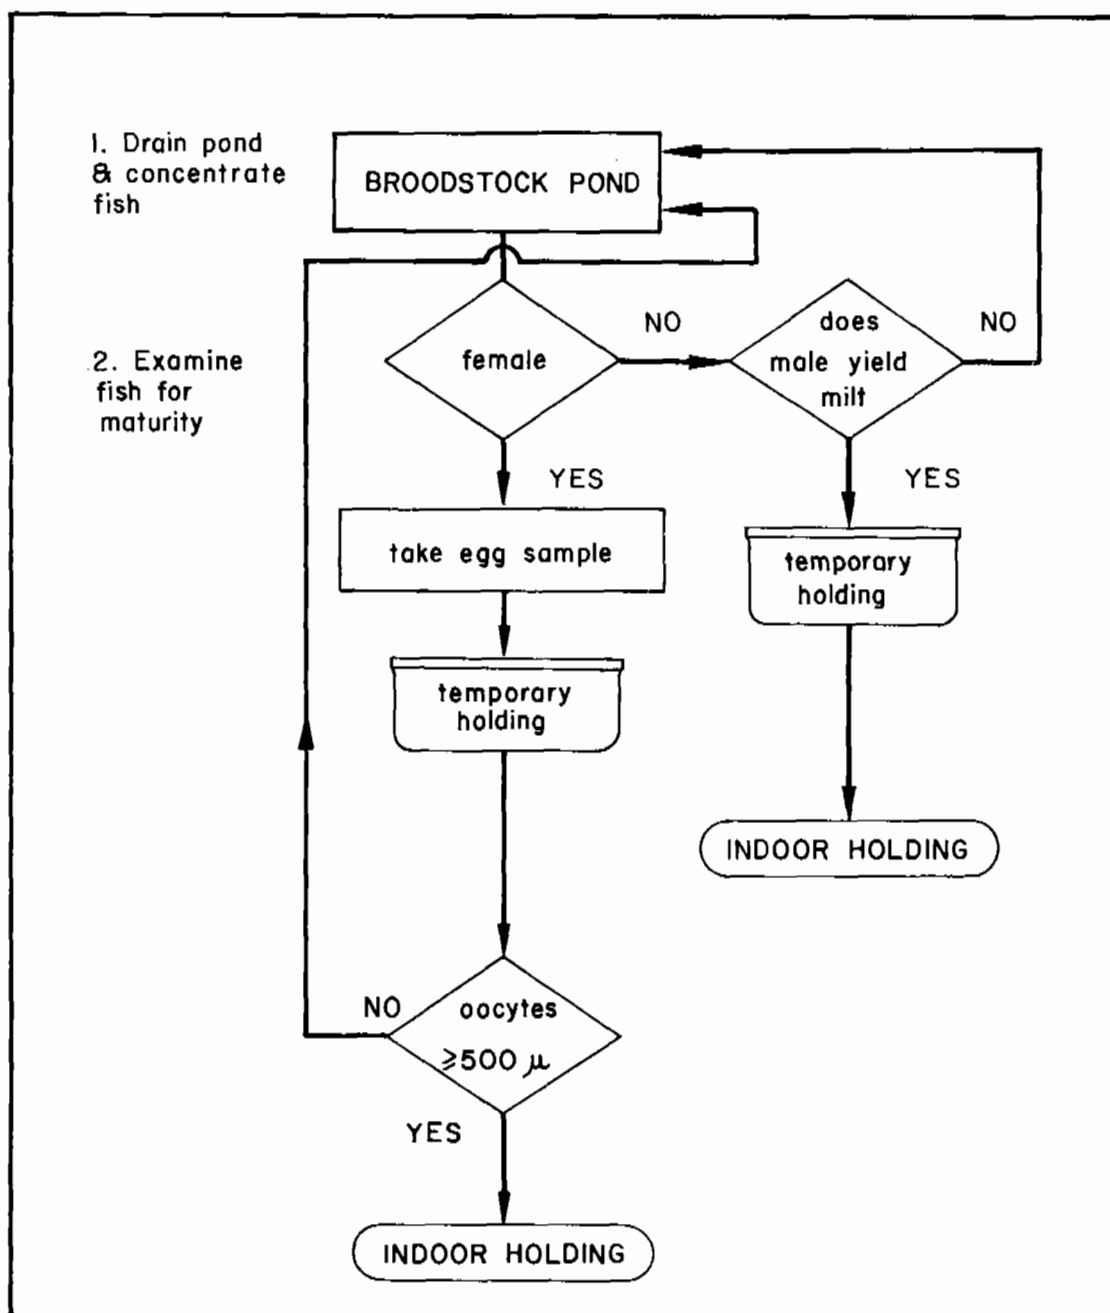 1. Drain pond
& concentrate
fish
BROODSTOCK POND
2. Examine
fish for
maturity
female
NO
does
male yield
milt
NO
YES
YES
take egg sample
temporary
holding
temporary
holding
INDOOR HOLDING
NO
oocytes
⩾500 μ
YES
INDOOR HOLDING